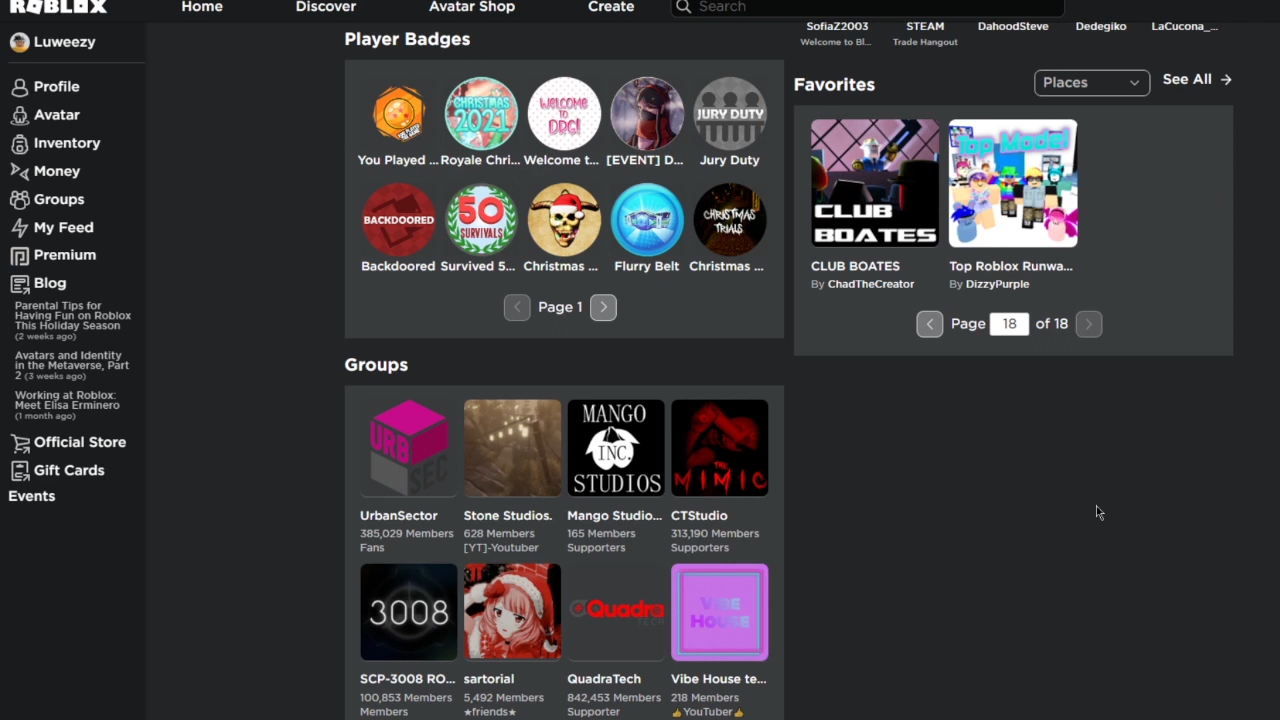 ROBLOX
Home
Discover
Avatar Shop
Create
Search
Luweezy
Profile
Avatar
Inventory
Money
Groups
My Feed
Premium
Blog
Parental Tips for
Having Fun on Roblox
This Holiday Season
(2 weeks ago)
Avatars and Identity
in the Metaverse, Part
2 (3 weeks ago)
Working at Roblox:
Meet Elisa Erminero
(1 month ago)
Official Store
Gift Cards
Events
Player Badges
CHRISTMAS
2021
WELCOME
TO
DPC!
JURY DUTY
You Played ...
Royale Chri...
Welcome t...
[EVENT] D...
Jury Duty
BACKDOORED
50
SURVIVALS
CHRISTMAS
TRIALS
Backdoored
Survived 5...
Christmas ...
Flurry Belt
Christmas ...
Page 1
Groups
URB
SEC
MANGO
INC.
STUDIOS
THE
MIMIC
UrbanSector
385,029 Members
Fans
Stone Studios.
628 Members
[YT]-Youtuber
Mango Studio...
165 Members
Supporters
CTStudio
313,190 Members
Supporters
3008
Quadra
TECH
VIBE
HOUSE
SCP-3008 RO...
100,853 Members
Members
sartorial
5,492 Members
★friends★
QuadraTech
842,453 Members
Supporter
Vibe House te...
218 Members
👍YouTuber👍
SofiaZ2003
Welcome to Bl...
STEAM
Trade Hangout
DahoodSteve
Dedegiko
LaCucona_...
Favorites
Places
See All →
CLUB
BOATES
Top Model
CLUB BOATES
By ChadTheCreator
Top Roblox Runwa...
By DizzyPurple
Page 18 of 18